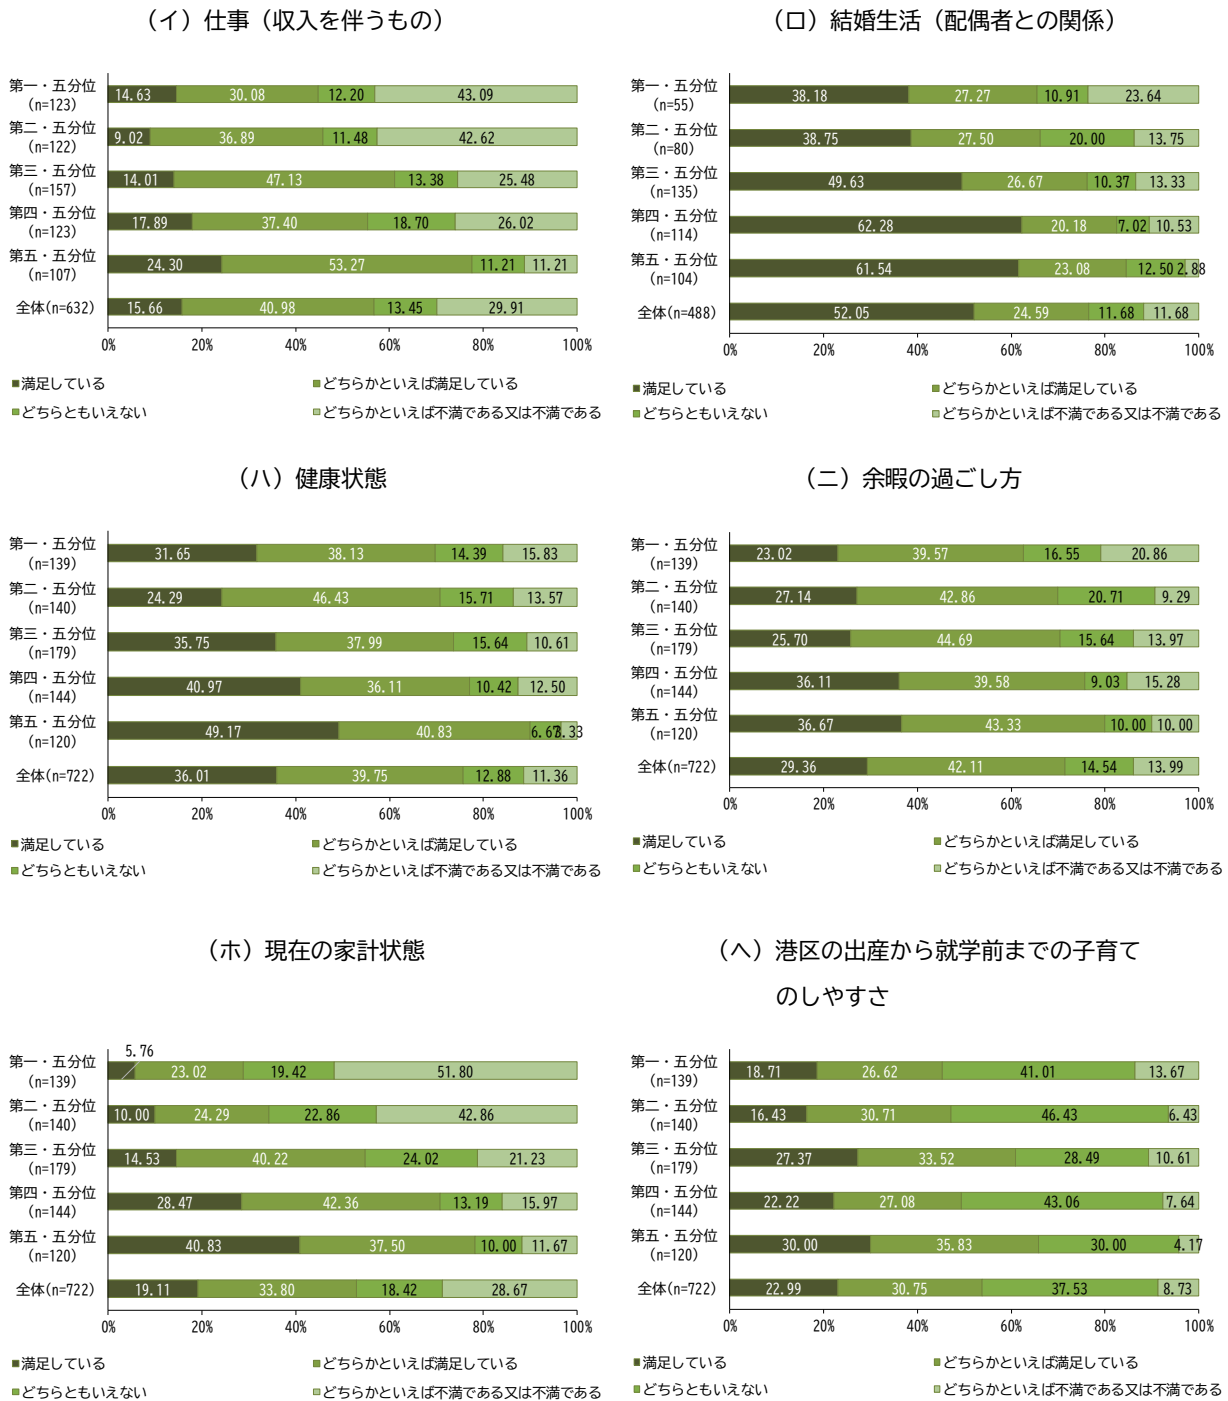 （イ）仕事（収入を伴うもの）
第一・五分位
(n=123)
14.63 30.08 12.20 43.09
第二・五分位
(n=122)
9.02 36.89 11.48 42.62
第三・五分位
(n=157)
14.01 47.13 13.38 25.48
第四・五分位
(n=123)
17.89 37.40 18.70 26.02
第五・五分位
(n=107)
24.30 53.27 11.21 11.21
全体(n=632)
15.66 40.98 13.45 29.91
0% 20% 40% 60% 80% 100%
満足している どちらかといえば満足している
どちらともいえない どちらかといえば不満である又は不満である
（ロ）結婚生活（配偶者との関係）
第一・五分位
(n=55)
38.18 27.27 10.91 23.64
第二・五分位
(n=80)
38.75 27.50 20.00 13.75
第三・五分位
(n=135)
49.63 26.67 10.37 13.33
第四・五分位
(n=114)
62.28 20.18 7.02 10.53
第五・五分位
(n=104)
61.54 23.08 12.50 2.88
全体(n=488)
52.05 24.59 11.68 11.68
0% 20% 40% 60% 80% 100%
満足している どちらかといえば満足している
どちらともいえない どちらかといえば不満である又は不満である
（ハ）健康状態
第一・五分位
(n=139)
31.65 38.13 14.39 15.83
第二・五分位
(n=140)
24.29 46.43 15.71 13.57
第三・五分位
(n=179)
35.75 37.99 15.64 10.61
第四・五分位
(n=144)
40.97 36.11 10.42 12.50
第五・五分位
(n=120)
49.17 40.83 6.67 3.33
全体(n=722)
36.01 39.75 12.88 11.36
0% 20% 40% 60% 80% 100%
満足している どちらかといえば満足している
どちらともいえない どちらかといえば不満である又は不満である
（ニ）余暇の過ごし方
第一・五分位
(n=139)
23.02 39.57 16.55 20.86
第二・五分位
(n=140)
27.14 42.86 20.71 9.29
第三・五分位
(n=179)
25.70 44.69 15.64 13.97
第四・五分位
(n=144)
36.11 39.58 9.03 15.28
第五・五分位
(n=120)
36.67 43.33 10.00 10.00
全体(n=722)
29.36 42.11 14.54 13.99
0% 20% 40% 60% 80% 100%
満足している どちらかといえば満足している
どちらともいえない どちらかといえば不満である又は不満である
（ホ）現在の家計状態
第一・五分位
(n=139)
5.76 23.02 19.42 51.80
第二・五分位
(n=140)
10.00 24.29 22.86 42.86
第三・五分位
(n=179)
14.53 40.22 24.02 21.23
第四・五分位
(n=144)
28.47 42.36 13.19 15.97
第五・五分位
(n=120)
40.83 37.50 10.00 11.67
全体(n=722)
19.11 33.80 18.42 28.67
0% 20% 40% 60% 80% 100%
満足している どちらかといえば満足している
どちらともいえない どちらかといえば不満である又は不満である
（ヘ）港区の出産から就学前までの子育て
のしやすさ
第一・五分位
(n=139)
18.71 26.62 41.01 13.67
第二・五分位
(n=140)
16.43 30.71 46.43 6.43
第三・五分位
(n=179)
27.37 33.52 28.49 10.61
第四・五分位
(n=144)
22.22 27.08 43.06 7.64
第五・五分位
(n=120)
30.00 35.83 30.00 4.17
全体(n=722)
22.99 30.75 37.53 8.73
0% 20% 40% 60% 80% 100%
満足している どちらかといえば満足している
どちらともいえない どちらかといえば不満である又は不満である